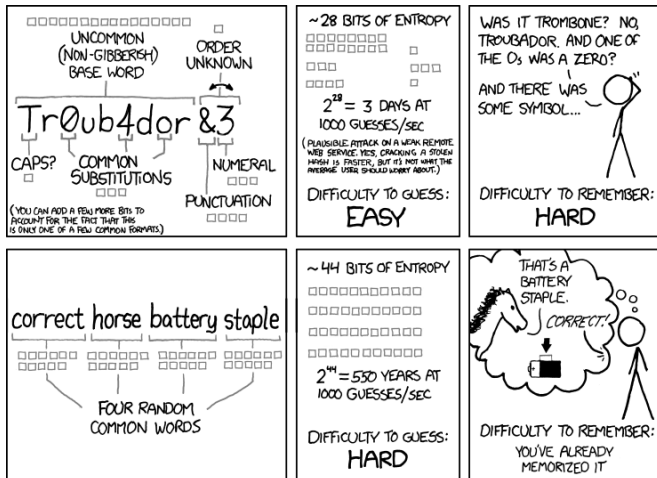 UNCOMMON
(NON-GIBBERISH)
BASE WORD
ORDER
UNKNOWN
Tr0ub4dor &3
CAPS?
COMMON
SUBSTITUTIONS
NUMERAL
PUNCTUATION
(YOU CAN ADD A FEW MORE BITS TO
ACCOUNT FOR THE FACT THAT THIS
IS ONLY ONE OF A FEW COMMON FORMATS.)
~28 BITS OF ENTROPY
2²⁸ = 3 DAYS AT
1000 GUESSES/SEC
(PLAUSIBLE ATTACK ON A WEAK REMOTE
WEB SERVICE. YES, CRACKING A STOLEN
HASH IS FASTER, BUT IT'S NOT WHAT THE
AVERAGE USER SHOULD WORRY ABOUT.)
DIFFICULTY TO GUESS:
EASY
WAS IT TROMBONE? NO,
TROUBADOR. AND ONE OF
THE Os WAS A ZERO?
AND THERE WAS
SOME SYMBOL...
DIFFICULTY TO REMEMBER:
HARD
correct horse battery staple
FOUR RANDOM
COMMON WORDS
~44 BITS OF ENTROPY
2⁴⁴ = 550 YEARS AT
1000 GUESSES/SEC
DIFFICULTY TO GUESS:
HARD
THAT'S A
BATTERY
STAPLE.
CORRECT!
DIFFICULTY TO REMEMBER:
YOU'VE ALREADY
MEMORIZED IT